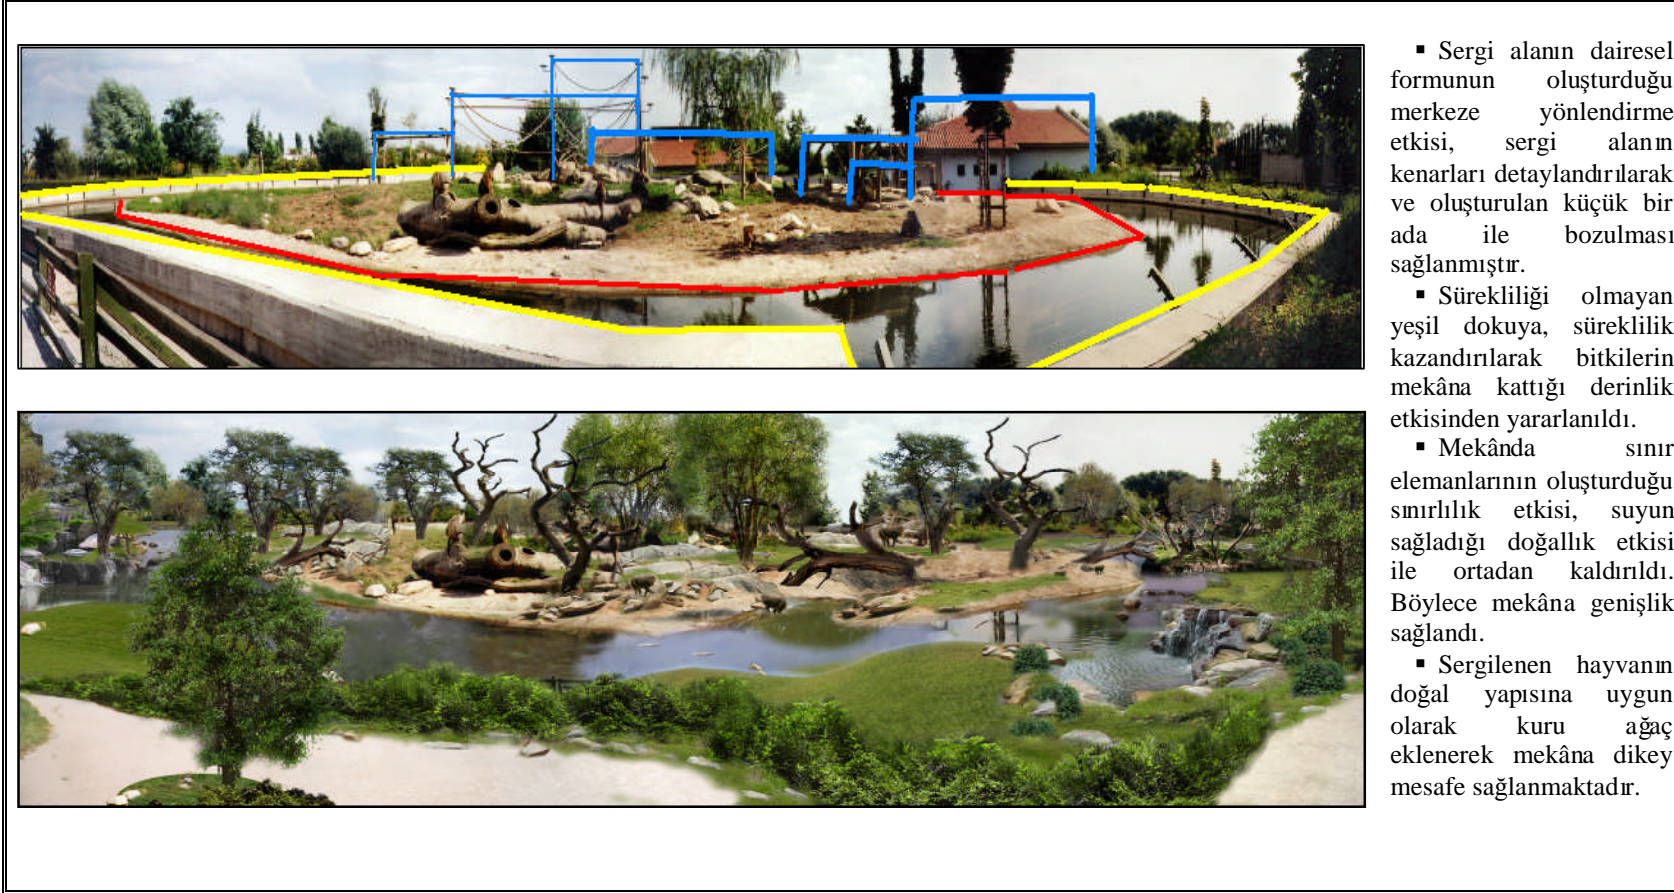 ▪ Sergi alanın dairesel
formunun oluşturduğu
merkeze yönlendirme
etkisi, sergi alanın
kenarları detaylandırılarak
ve oluşturulan küçük bir
ada ile bozulması
sağlanmıştır.
▪ Sürekliliği olmayan
yeşil dokuya, süreklilik
kazandırılarak bitkilerin
mekâna kattığı derinlik
etkisinden yararlanıldı.
▪ Mekânda sınır
elemanlarının oluşturduğu
sınırlılık etkisi, suyun
sağladığı doğallık etkisi
ile ortadan kaldırıldı.
Böylece mekâna genişlik
sağlandı.
▪ Sergilenen hayvanın
doğal yapısına uygun
olarak kuru ağaç
eklenerek mekâna dikey
mesafe sağlanmaktadır.